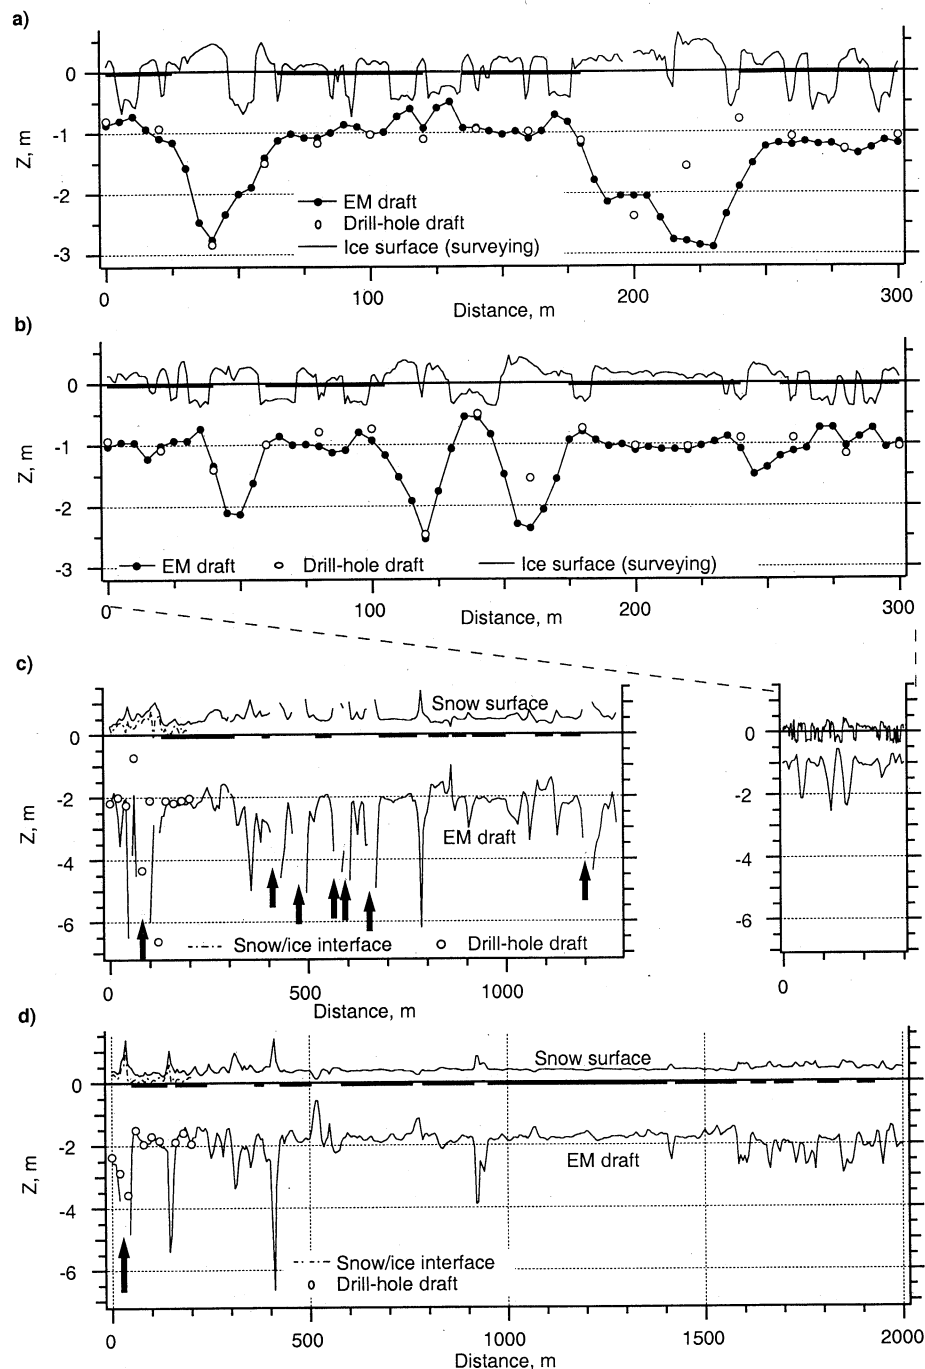 a)
0
-1
-2
-3
Z, m
EM draft
Drill-hole draft
Ice surface (surveying)
0 100 200 300
Distance, m
b)
0
-1
-2
-3
Z, m
EM draft Drill-hole draft Ice surface (surveying)
0 100 200 300
Distance, m
c)
Snow surface
0
-2
-4
-6
Z, m
EM draft
Snow/ice interface Drill-hole draft
0 500 1000
Distance, m
0
-2
-4
-6
0
d)
Snow surface
0
-2
-4
-6
Z, m
EM draft
Snow/ice interface
Drill-hole draft
0 500 1000 1500 2000
Distance, m